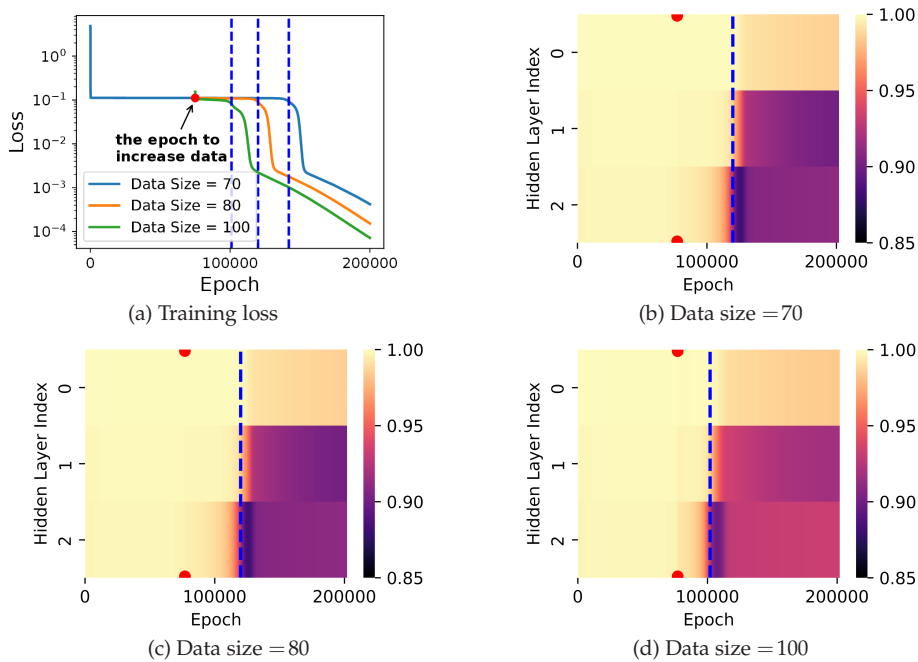 10⁰
10⁻¹
10⁻²
10⁻³
10⁻⁴
Loss
the epoch to
increase data
Data Size = 70
Data Size = 80
Data Size = 100
0 100000 200000
Epoch
(a) Training loss
Hidden Layer Index
0
1
2
0 100000 200000
Epoch
1.00
0.95
0.90
0.85
(b) Data size = 70
Hidden Layer Index
0
1
2
0 100000 200000
Epoch
1.00
0.95
0.90
0.85
(c) Data size = 80
Hidden Layer Index
0
1
2
0 100000 200000
Epoch
1.00
0.95
0.90
0.85
(d) Data size = 100